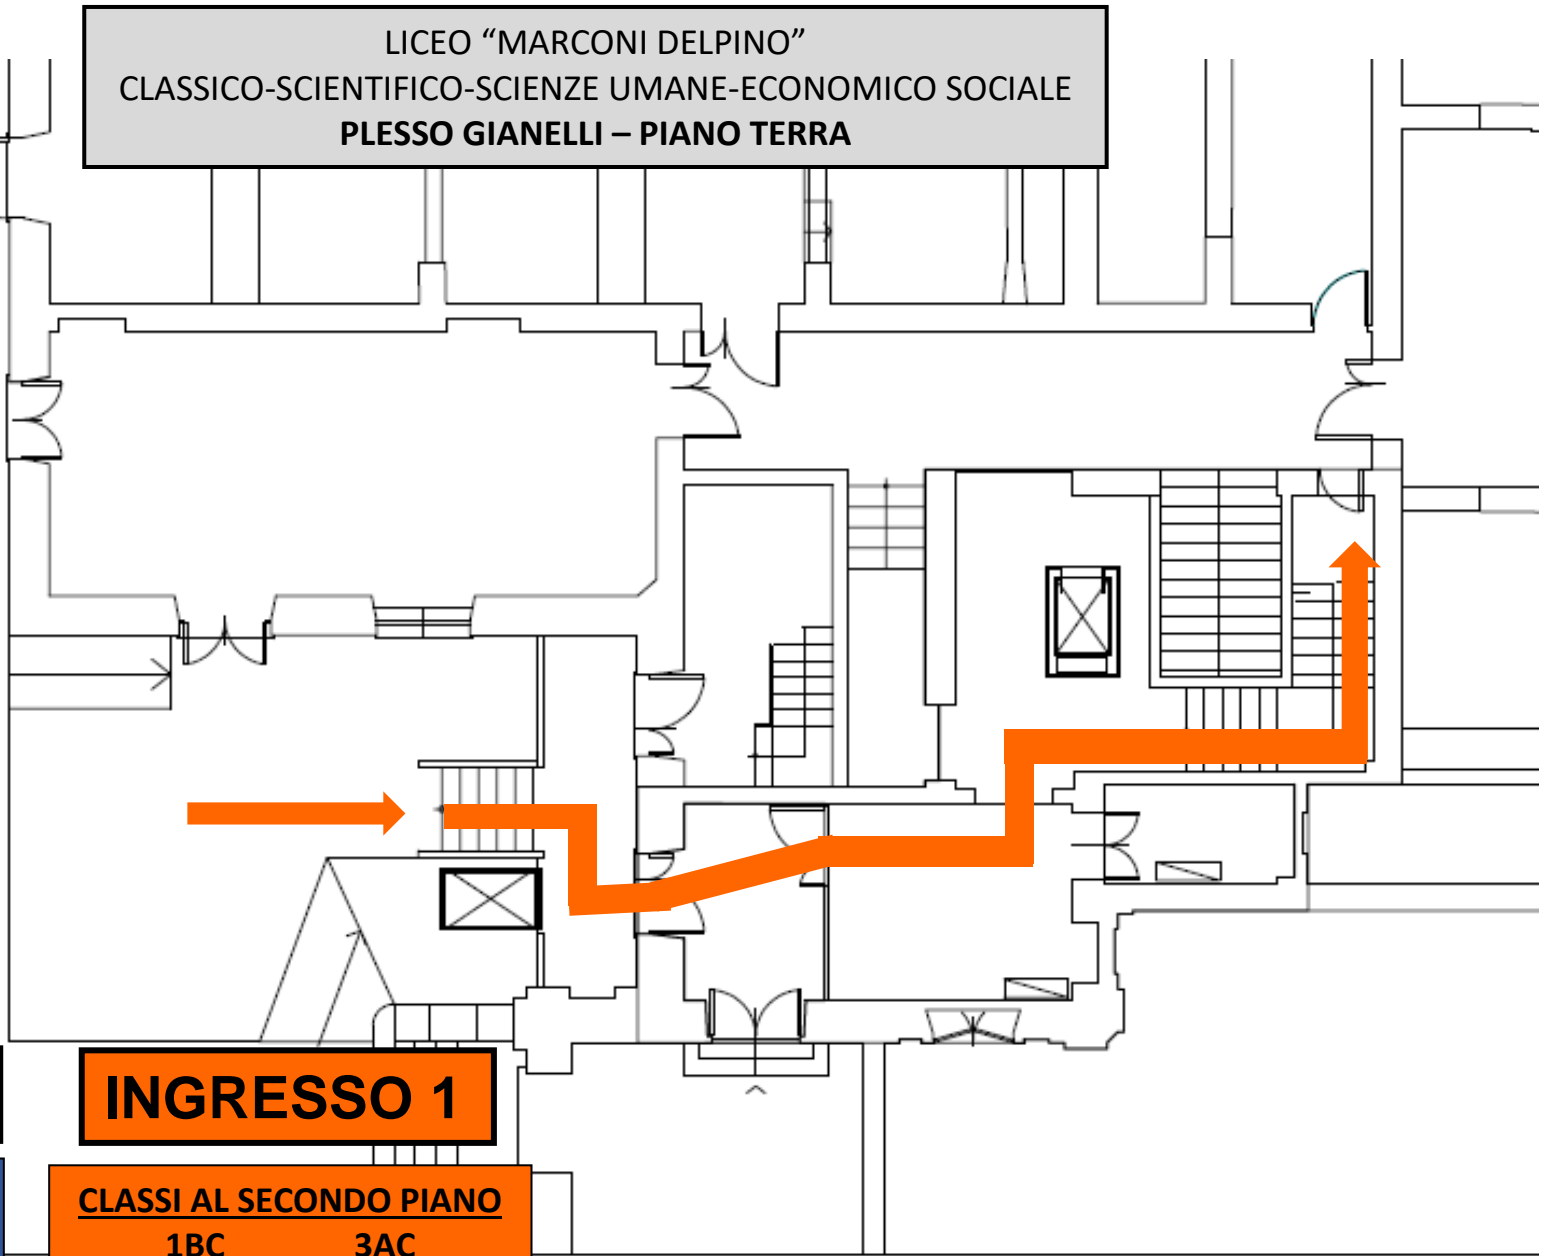 LICEO “MARCONI DELPINO”
CLASSICO-SCIENTIFICO-SCIENZE UMANE-ECONOMICO SOCIALE
PLESSO GIANELLI – PIANO TERRA
INGRESSO 1
CLASSI AL SECONDO PIANO
1BC 3AC